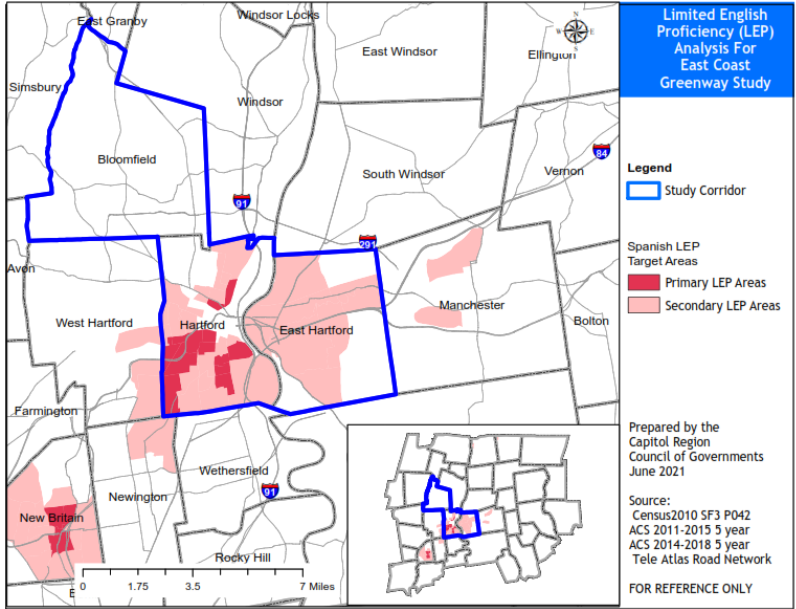 Limited English
Proficiency (LEP)
Analysis For
East Coast
Greenway Study
East Granby
Windsor Locks
East Windsor
Ellington
N
W
E
S
Simsbury
Windsor
Bloomfield
South Windsor
Vernon
84
91
291
Avon
West Hartford
Hartford
East Hartford
Manchester
Bolton
Farmington
Wethersfield
Newington
91
New Britain
Rocky Hill
0
1.75
3.5
7 Miles
Legend
Study Corridor
Spanish LEP
Target Areas
Primary LEP Areas
Secondary LEP Areas
Prepared by the
Capitol Region
Council of Governments
June 2021
Source:
Census2010 SF3 P042
ACS 2011-2015 5 year
ACS 2014-2018 5 year
Tele Atlas Road Network
FOR REFERENCE ONLY